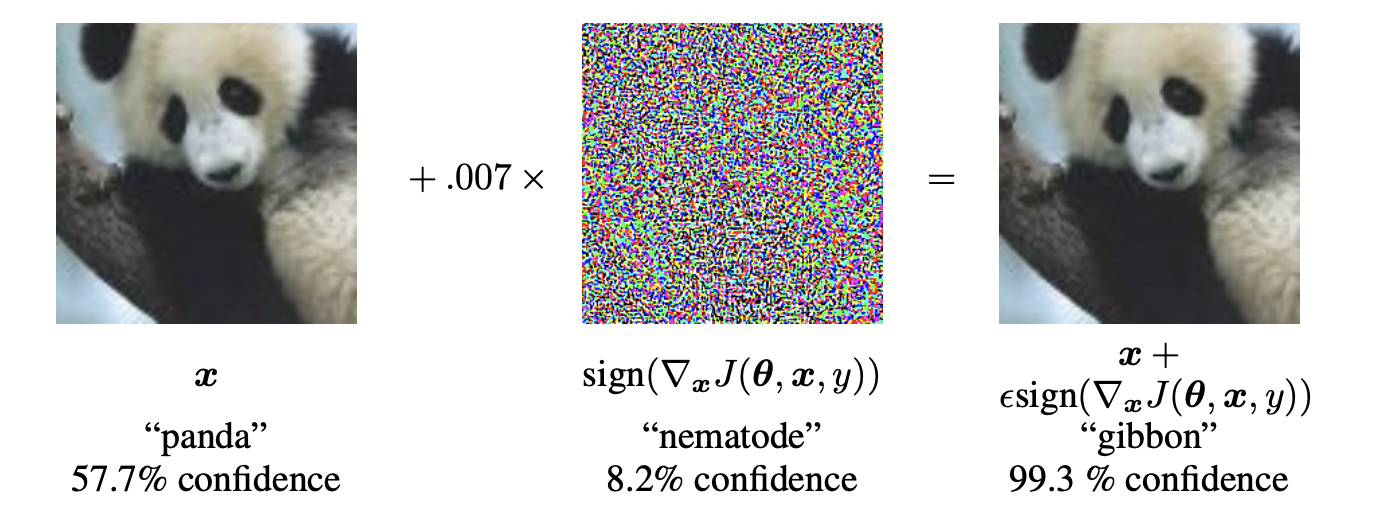 + .007 ×
=
x
sign(∇ₓJ(θ, x, y))
x +
ϵsign(∇ₓJ(θ, x, y))
“panda”
“nematode”
“gibbon”
57.7% confidence
8.2% confidence
99.3 % confidence